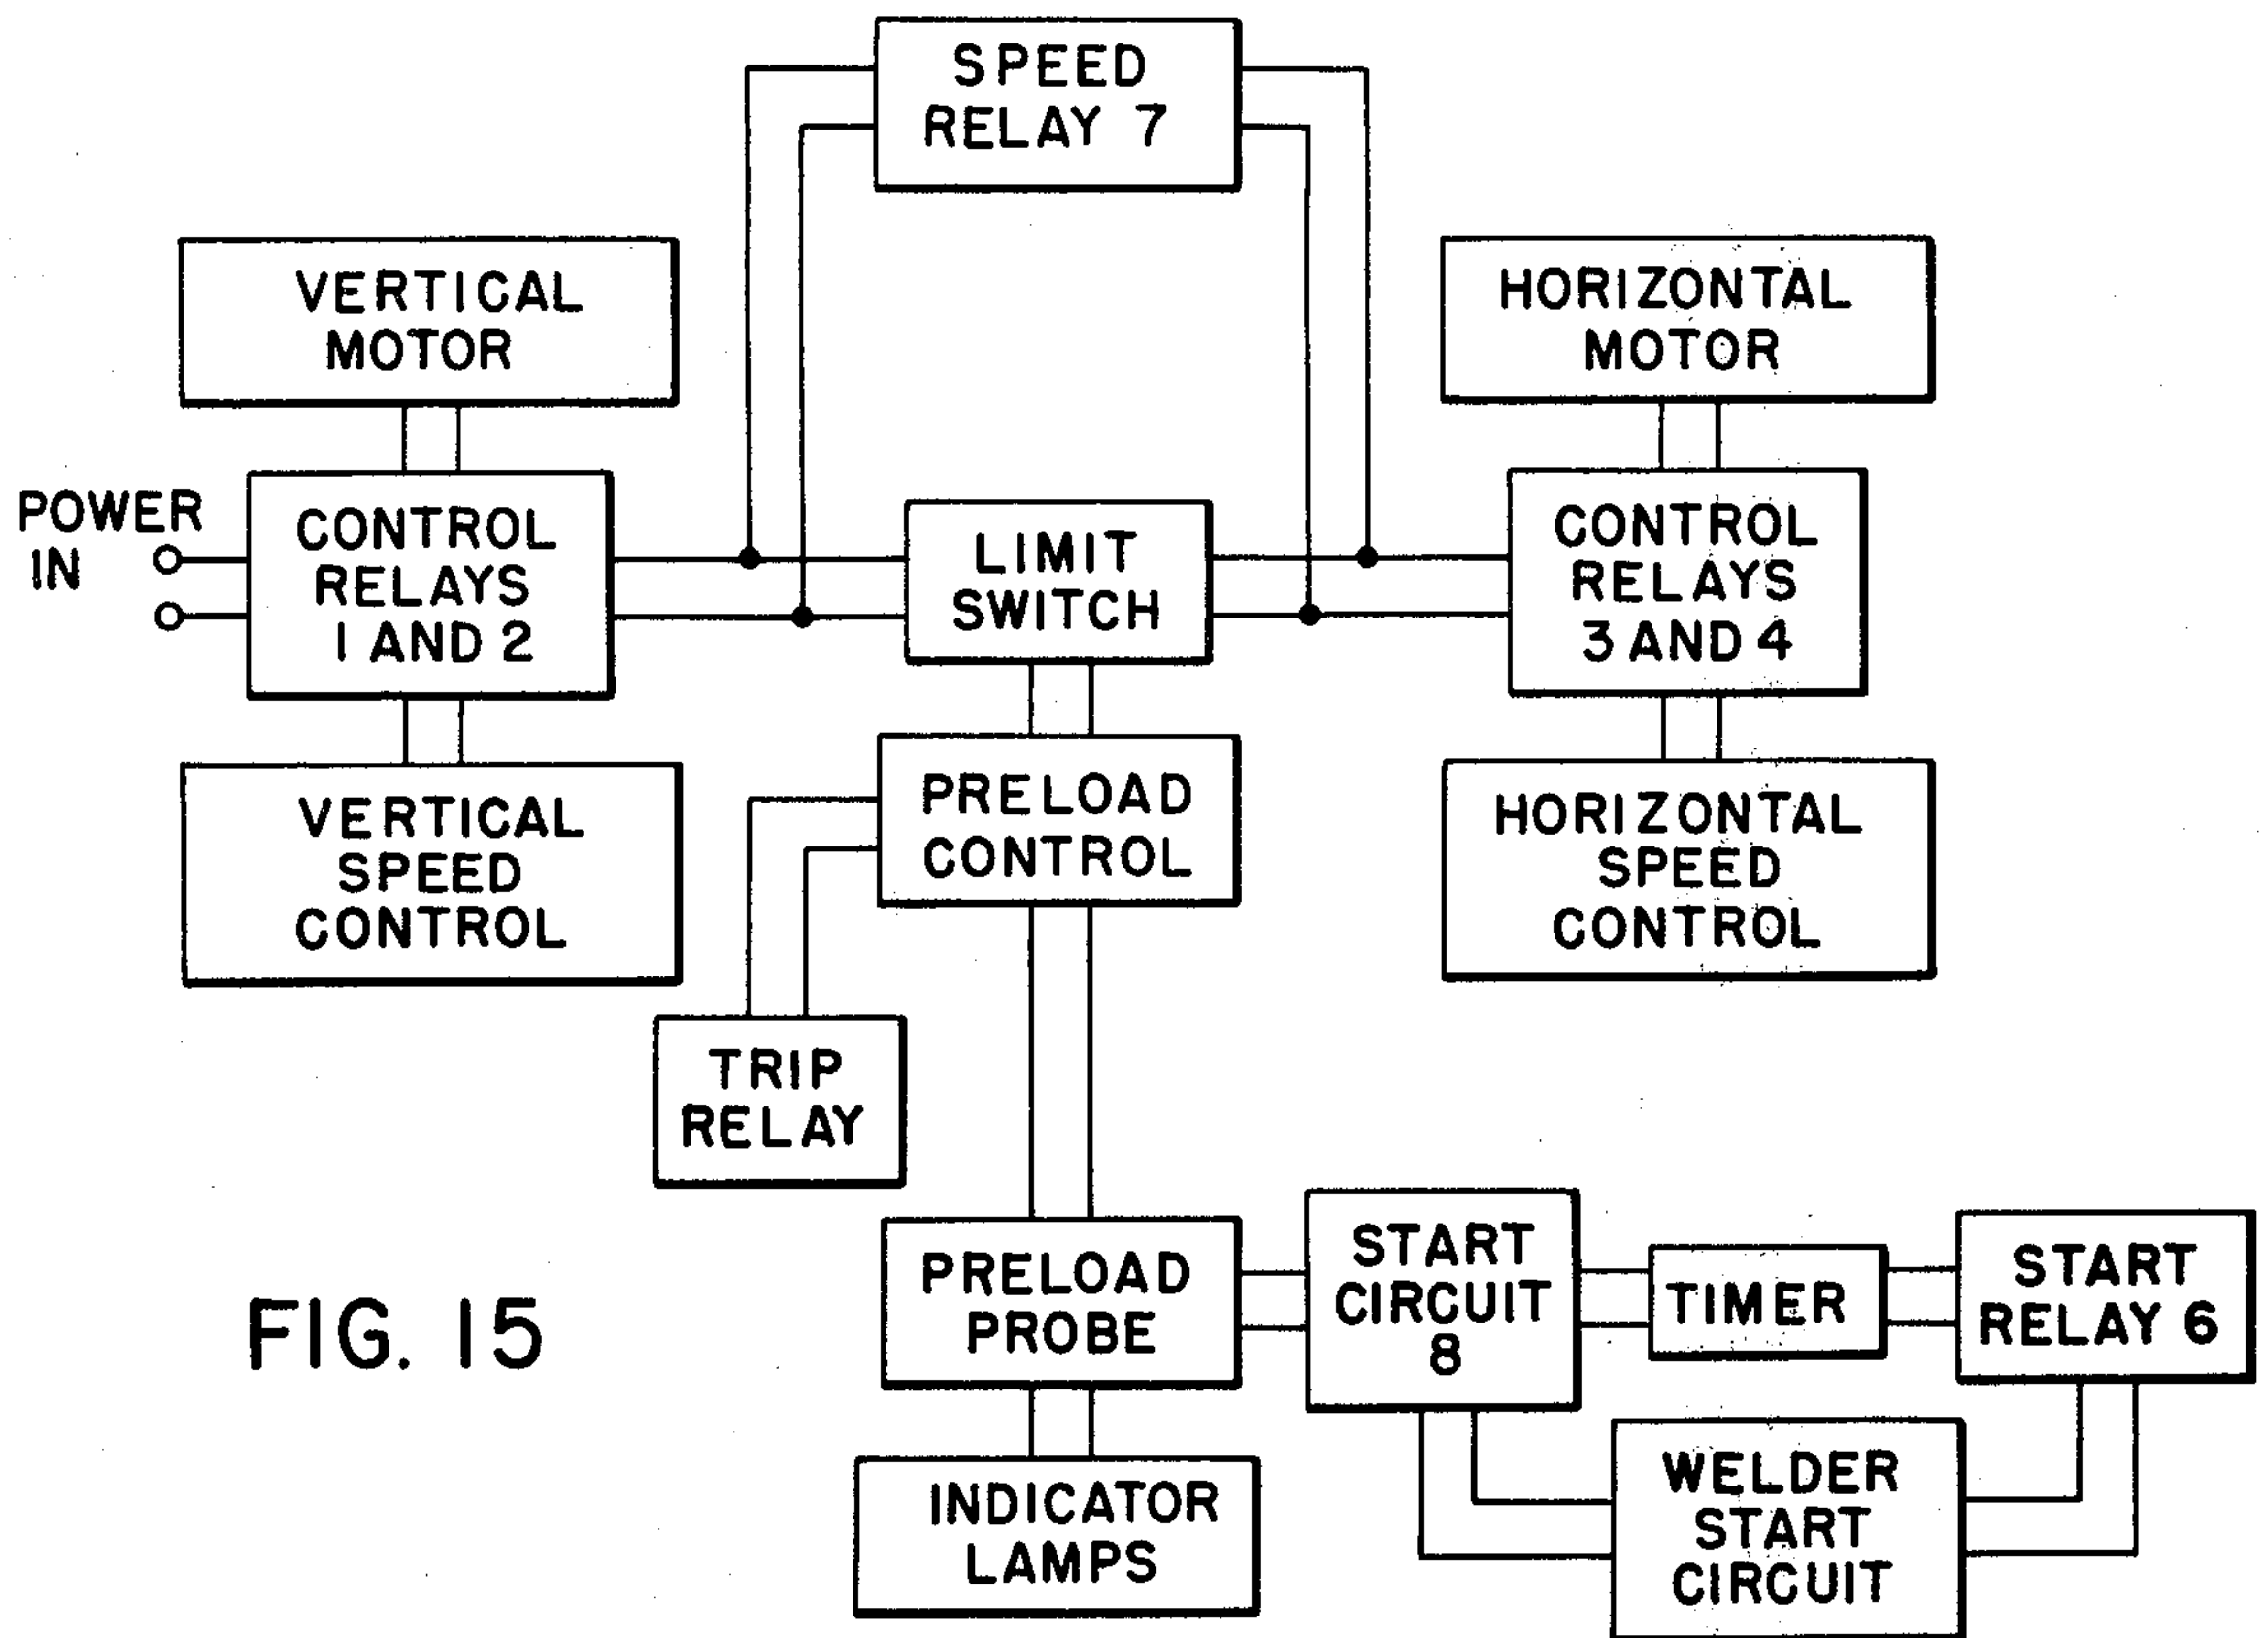 SPEED
RELAY 7
VERTICAL
MOTOR
HORIZONTAL
MOTOR
POWER
IN
CONTROL
RELAYS
1 AND 2
LIMIT
SWITCH
CONTROL
RELAYS
3 AND 4
VERTICAL
SPEED
CONTROL
PRELOAD
CONTROL
HORIZONTAL
SPEED
CONTROL
TRIP
RELAY
PRELOAD
PROBE
START
CIRCUIT
8
TIMER
START
RELAY 6
FIG. 15
INDICATOR
LAMPS
WELDER
START
CIRCUIT